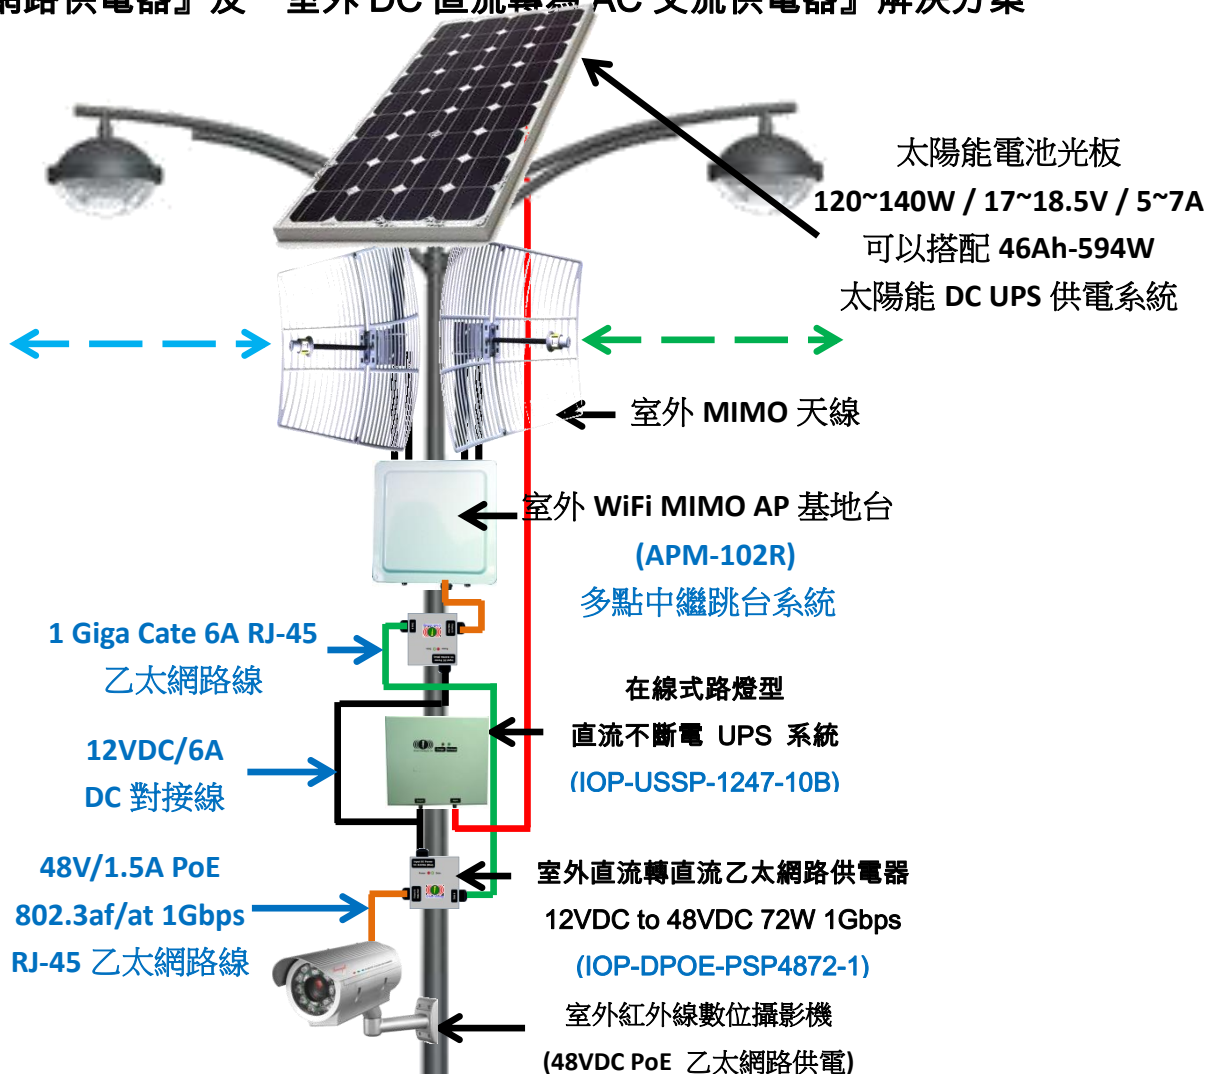 網路供電器』及 室外 DC 直流轉為 AC 交流供電器』解決方案
太陽能電池光板
120~140W / 17~18.5V / 5~7A
可以搭配 46Ah-594W
太陽能 DC UPS 供電系統
室外 MIMO 天線
室外 WiFi MIMO AP 基地台
(APM-102R)
多點中繼跳台系統
1 Giga Cate 6A RJ-45
乙太網路線
在線式路燈型
直流不斷電 UPS 系統
(IOP-USSP-1247-10B)
12VDC/6A
DC 對接線
48V/1.5A PoE
802.3af/at 1Gbps
RJ-45 乙太網路線
室外直流轉直流乙太網路供電器
12VDC to 48VDC 72W 1Gbps
(IOP-DPOE-PSP4872-1)
室外紅外線數位攝影機
(48VDC PoE 乙太網路供電)